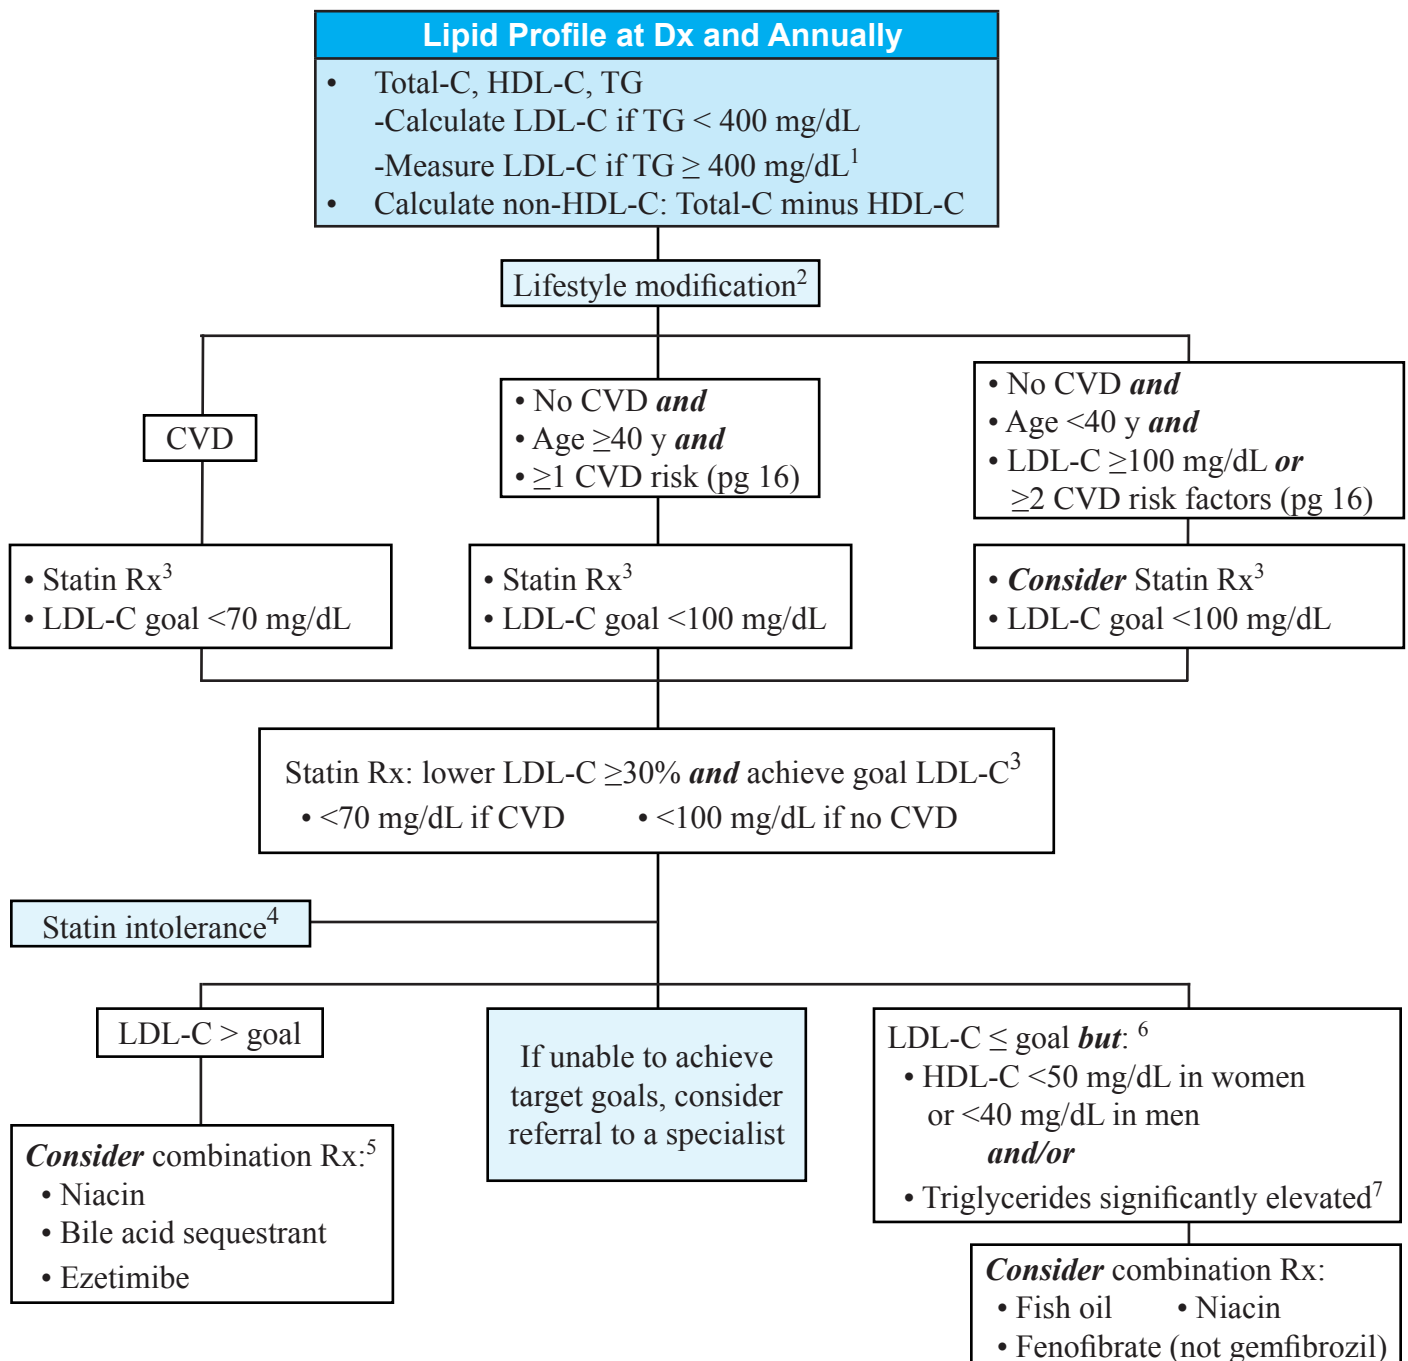 Lipid Profile at Dx and Annually
• Total-C, HDL-C, TG
-Calculate LDL-C if TG < 400 mg/dL
-Measure LDL-C if TG ≥ 400 mg/dL¹
• Calculate non-HDL-C: Total-C minus HDL-C
Lifestyle modification²
CVD
• No CVD and
• Age ≥40 y and
• ≥1 CVD risk (pg 16)
• No CVD and
• Age <40 y and
• LDL-C ≥100 mg/dL or
≥2 CVD risk factors (pg 16)
• Statin Rx³
• LDL-C goal <70 mg/dL
• Statin Rx³
• LDL-C goal <100 mg/dL
• Consider Statin Rx³
• LDL-C goal <100 mg/dL
Statin Rx: lower LDL-C ≥30% and achieve goal LDL-C³
• <70 mg/dL if CVD • <100 mg/dL if no CVD
Statin intolerance⁴
LDL-C > goal
Consider combination Rx:⁵
• Niacin
• Bile acid sequestrant
• Ezetimibe
If unable to achieve
target goals, consider
referral to a specialist
LDL-C ≤ goal but: ⁶
• HDL-C <50 mg/dL in women
or <40 mg/dL in men
and/or
• Triglycerides significantly elevated⁷
Consider combination Rx:
• Fish oil • Niacin
• Fenofibrate (not gemfibrozil)